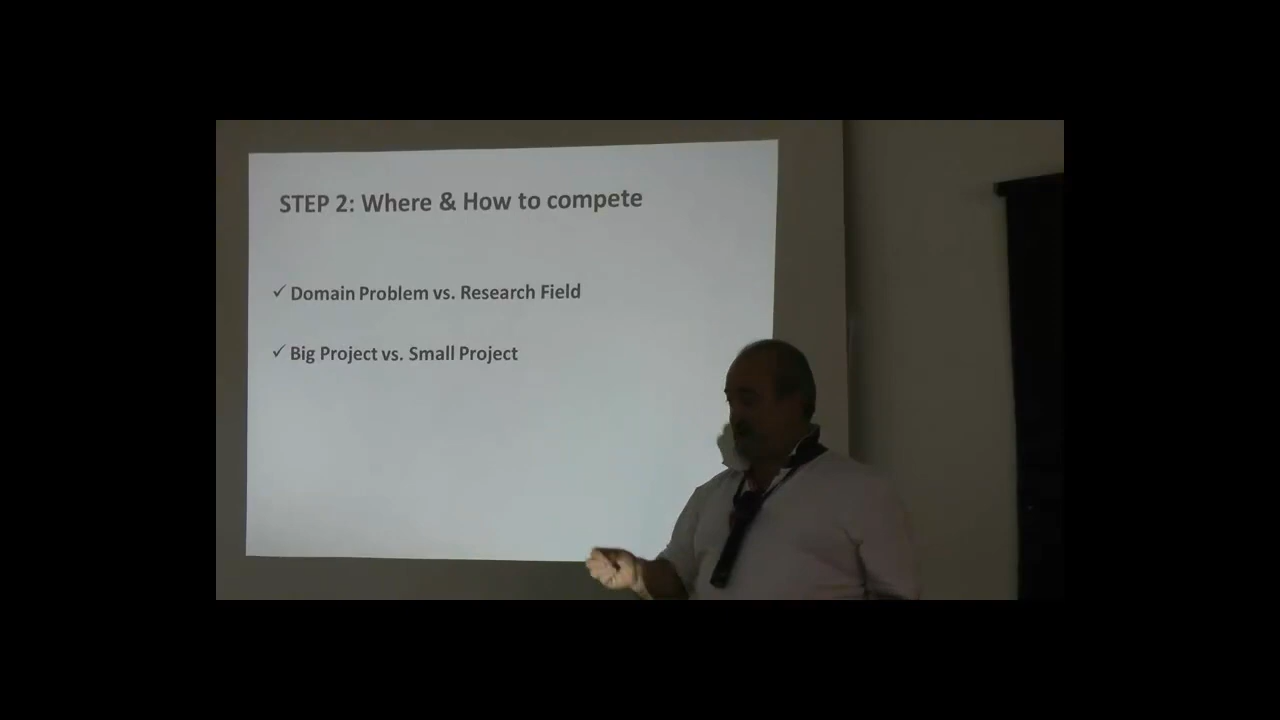 STEP 2: Where & How to compete
✓ Domain Problem vs. Research Field
✓ Big Project vs. Small Project